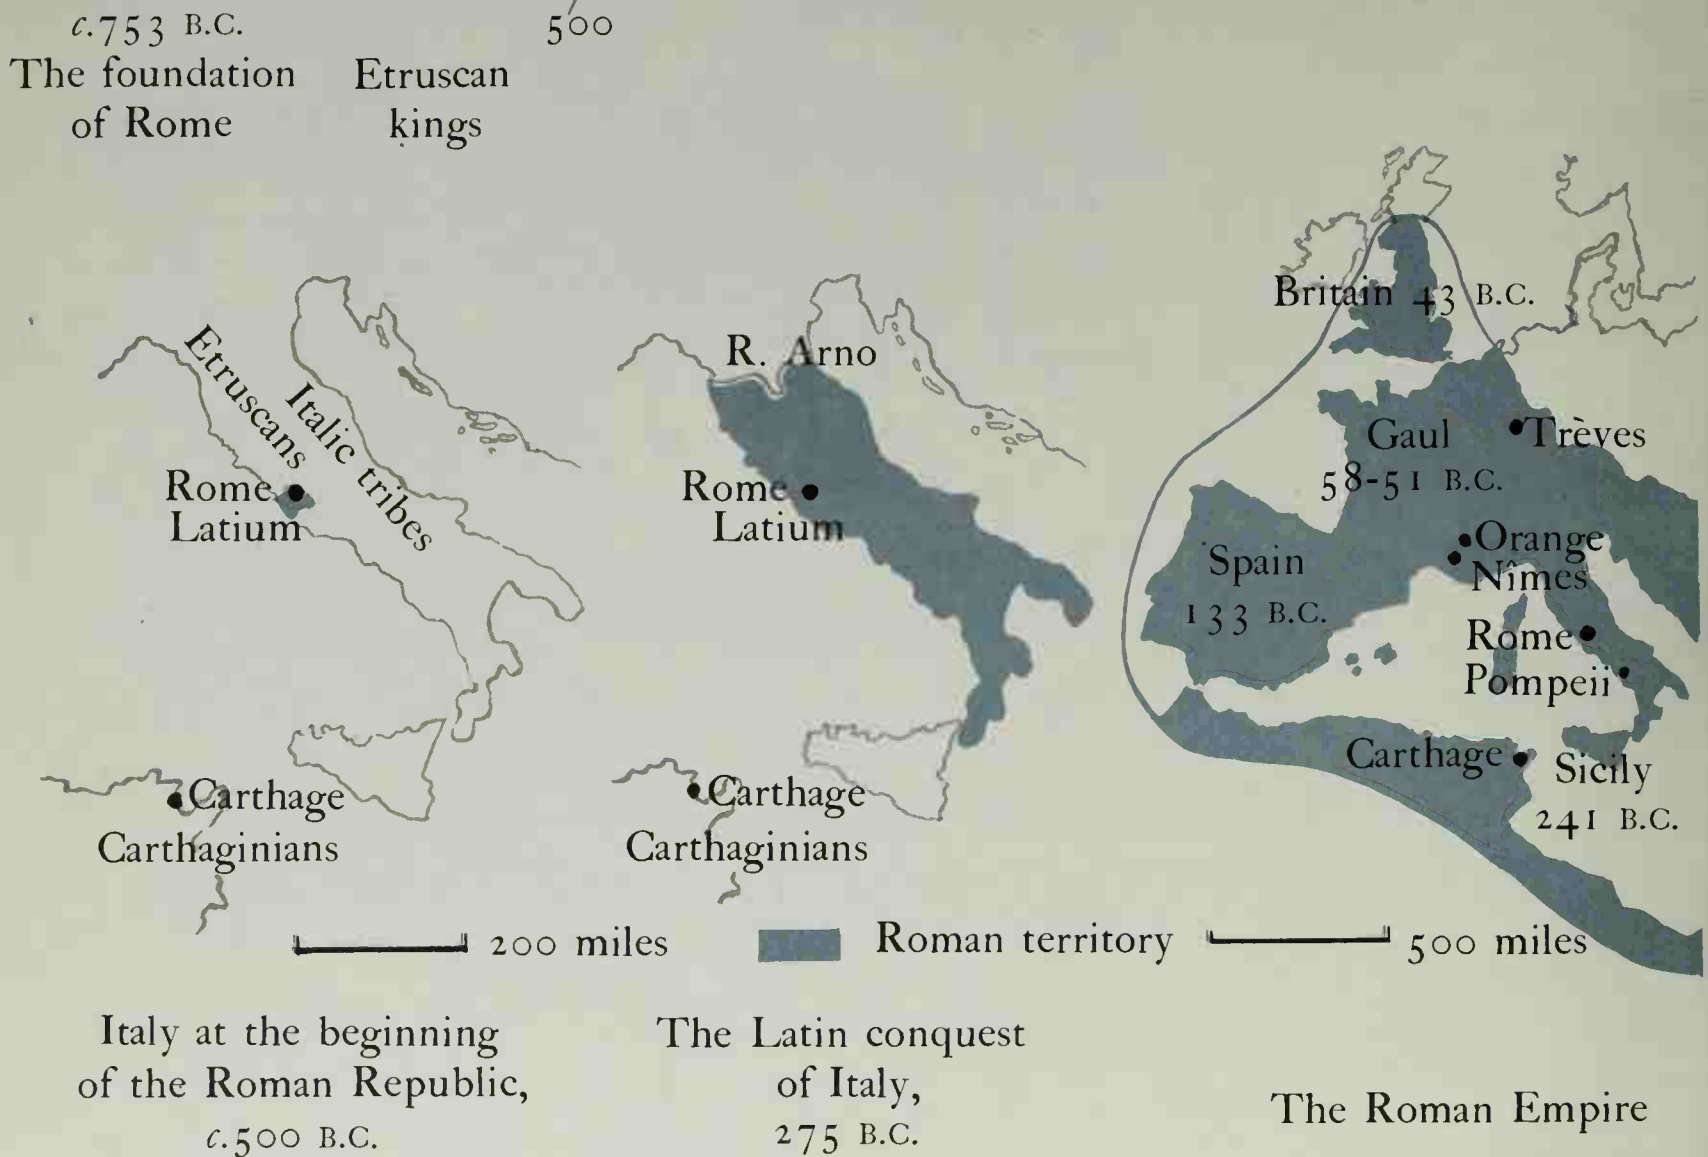 c.753 B.C.
500
The foundation
of Rome
Etruscan
kings
Etruscans
Italic tribes
Rome
Latium
Carthage
Carthaginians
R. Arno
Rome
Latium
Carthage
Carthaginians
Britain 43 B.C.
Gaul
58-51 B.C.
Trèves
Spain
133 B.C.
Orange
Nîmes
Rome
Pompeii
Carthage
Sicily
241 B.C.
200 miles
Roman territory
500 miles
Italy at the beginning
of the Roman Republic,
c.500 B.C.
The Latin conquest
of Italy,
275 B.C.
The Roman Empire